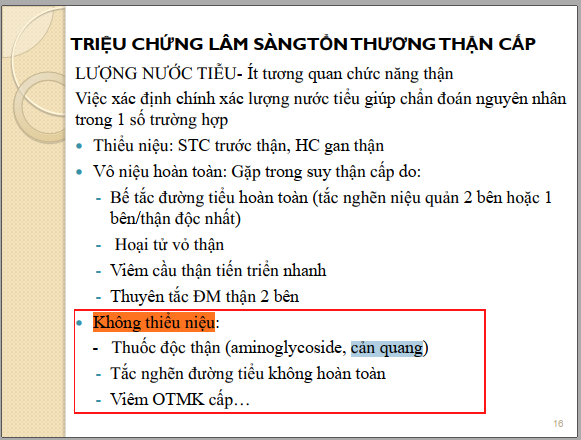 TRIỆU CHỨNG LÂM SÀNGTỔN THƯƠNG THẬN CẤP
LƯỢNG NƯỚC TIỂU- Ít tương quan chức năng thận
Việc xác định chính xác lượng nước tiểu giúp chẩn đoán nguyên nhân
trong 1 số trường hợp
• Thiểu niệu: STC trước thận, HC gan thận
• Vô niệu hoàn toàn: Gặp trong suy thận cấp do:
- Bế tắc đường tiểu hoàn toàn (tắc nghẽn niệu quản 2 bên hoặc 1
bên/thận độc nhất)
- Hoại tử vỏ thận
- Viêm cầu thận tiến triển nhanh
- Thuyên tắc ĐM thận 2 bên
• Không thiểu niệu:
- Thuốc độc thận (aminoglycoside, cản quang)
- Tắc nghẽn đường tiểu không hoàn toàn
- Viêm OTMK cấp…
16